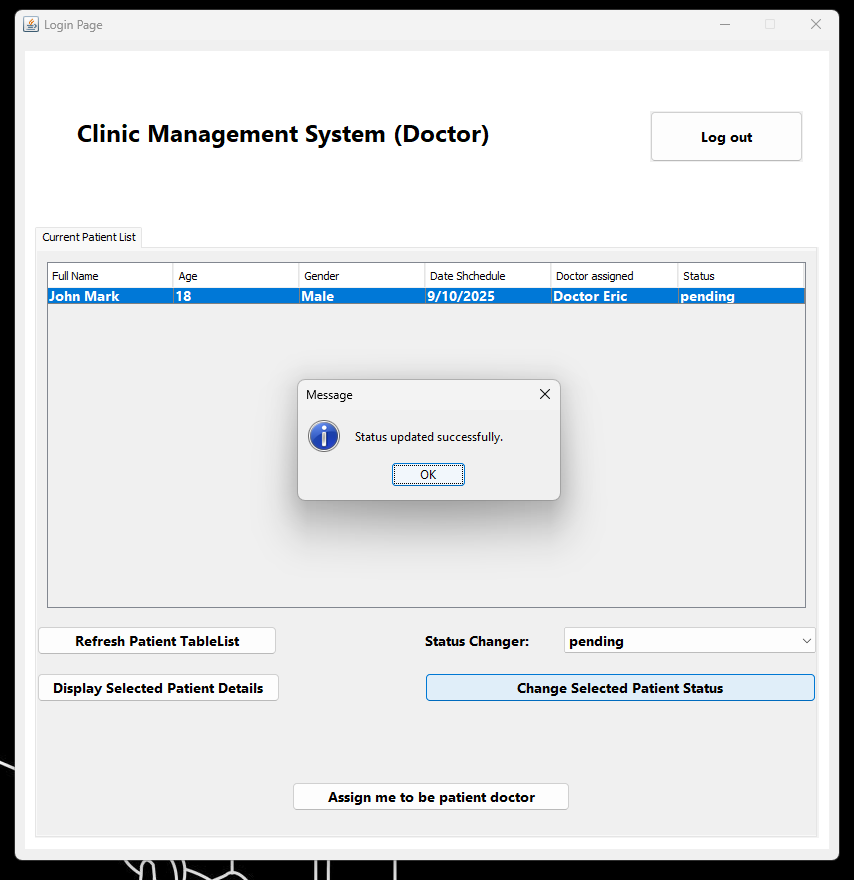 Login Page
Clinic Management System (Doctor)
Log out
Current Patient List
Full Name Age Gender Date Shchedule Doctor assigned Status
John Mark 18 Male 9/10/2025 Doctor Eric pending
Message
Status updated successfully.
OK
Refresh Patient TableList Status Changer: pending
Display Selected Patient Details Change Selected Patient Status
Assign me to be patient doctor